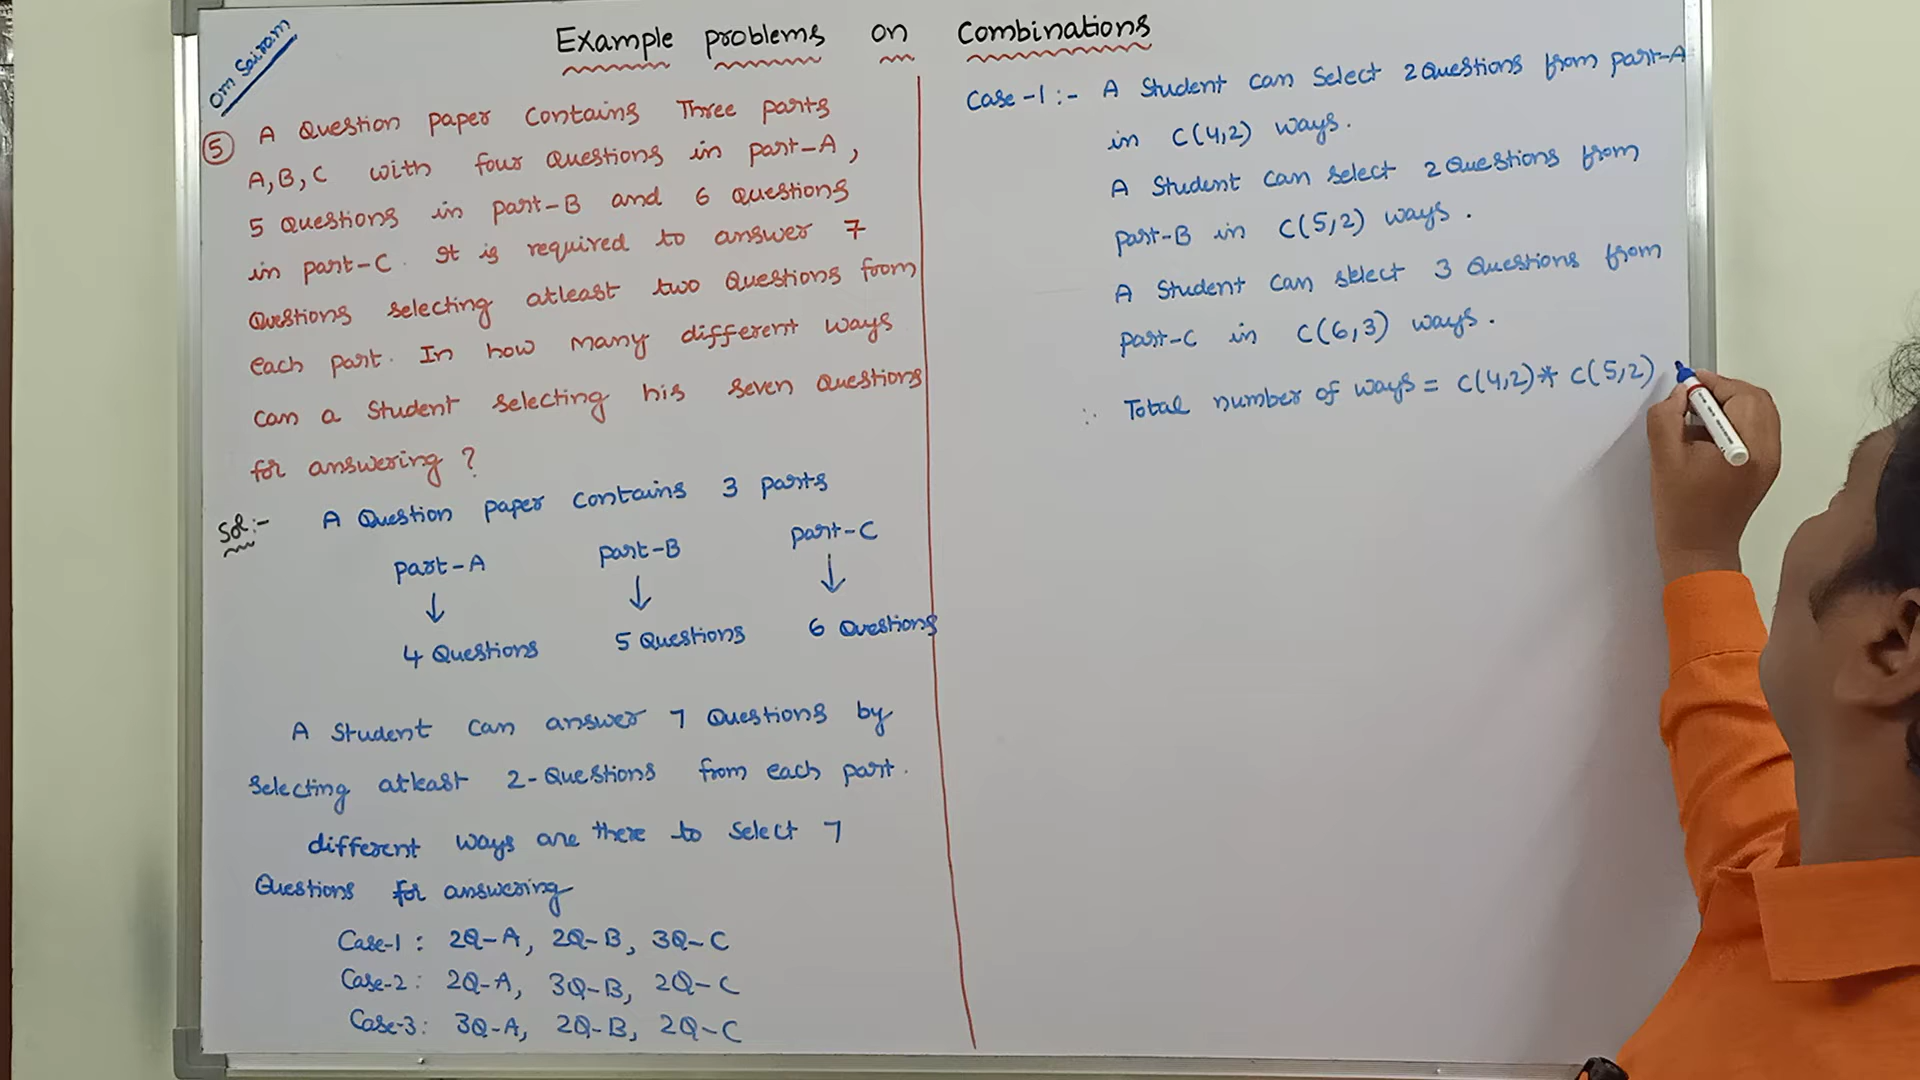 Om Sairam
Example problems on Combinations
5 A Question paper contains Three parts
A, B, C with four questions in part-A,
5 Questions in part-B and 6 questions
in part-C. It is required to answer 7
Questions selecting atleast two Questions from
each part. In how many different ways
can a student selecting his seven Questions
for answering ?
Sol:- A Question paper contains 3 parts
part-A part-B part-C
↓ ↓ ↓
4 Questions 5 Questions 6 Questions
A Student can answer 7 Questions by
Selecting atleast 2-Questions from each part.
different ways are there to select 7
Questions for answering
Case-1 : 2Q-A, 2Q-B, 3Q-C
Case-2 : 2Q-A, 3Q-B, 2Q-C
Case-3 : 3Q-A, 2Q-B, 2Q-C
Case-1 :- A Student can Select 2 Questions from part-A
in C(4,2) ways.
A Student can select 2 Questions from
part-B in C(5,2) ways.
A Student can select 3 Questions from
part-C in C(6,3) ways.
∴ Total number of ways = C(4,2) * C(5,2)